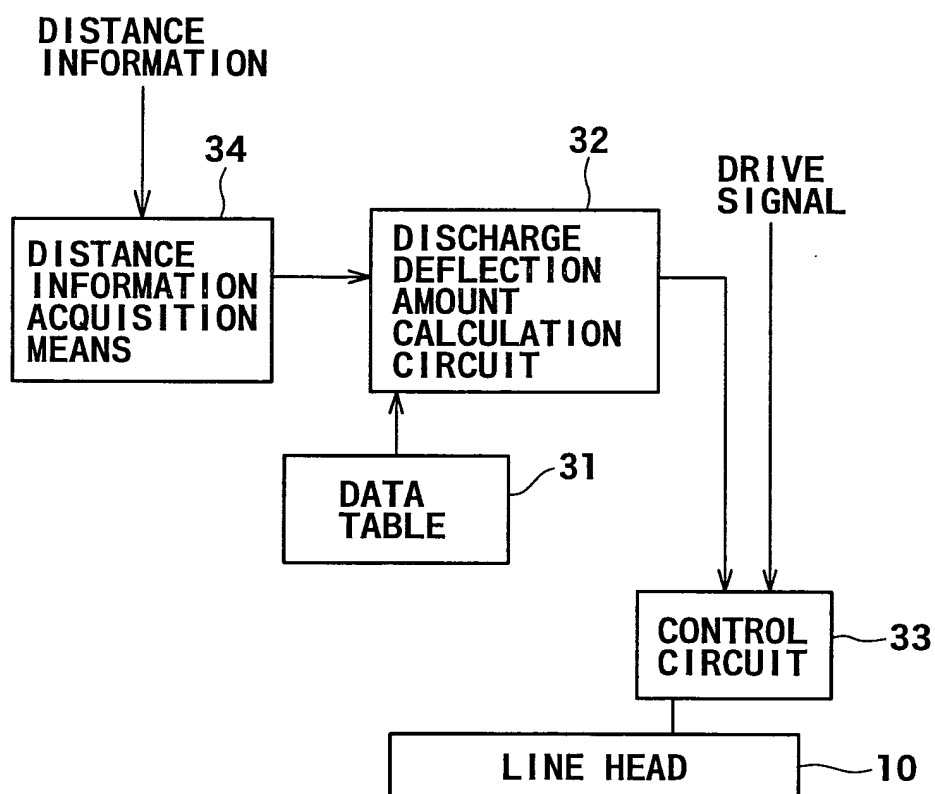 DISTANCE
INFORMATION
34
DISTANCE
INFORMATION
ACQUISITION
MEANS
32
DISCHARGE
DEFLECTION
AMOUNT
CALCULATION
CIRCUIT
DRIVE
SIGNAL
31
DATA
TABLE
CONTROL
CIRCUIT
33
LINE HEAD
10